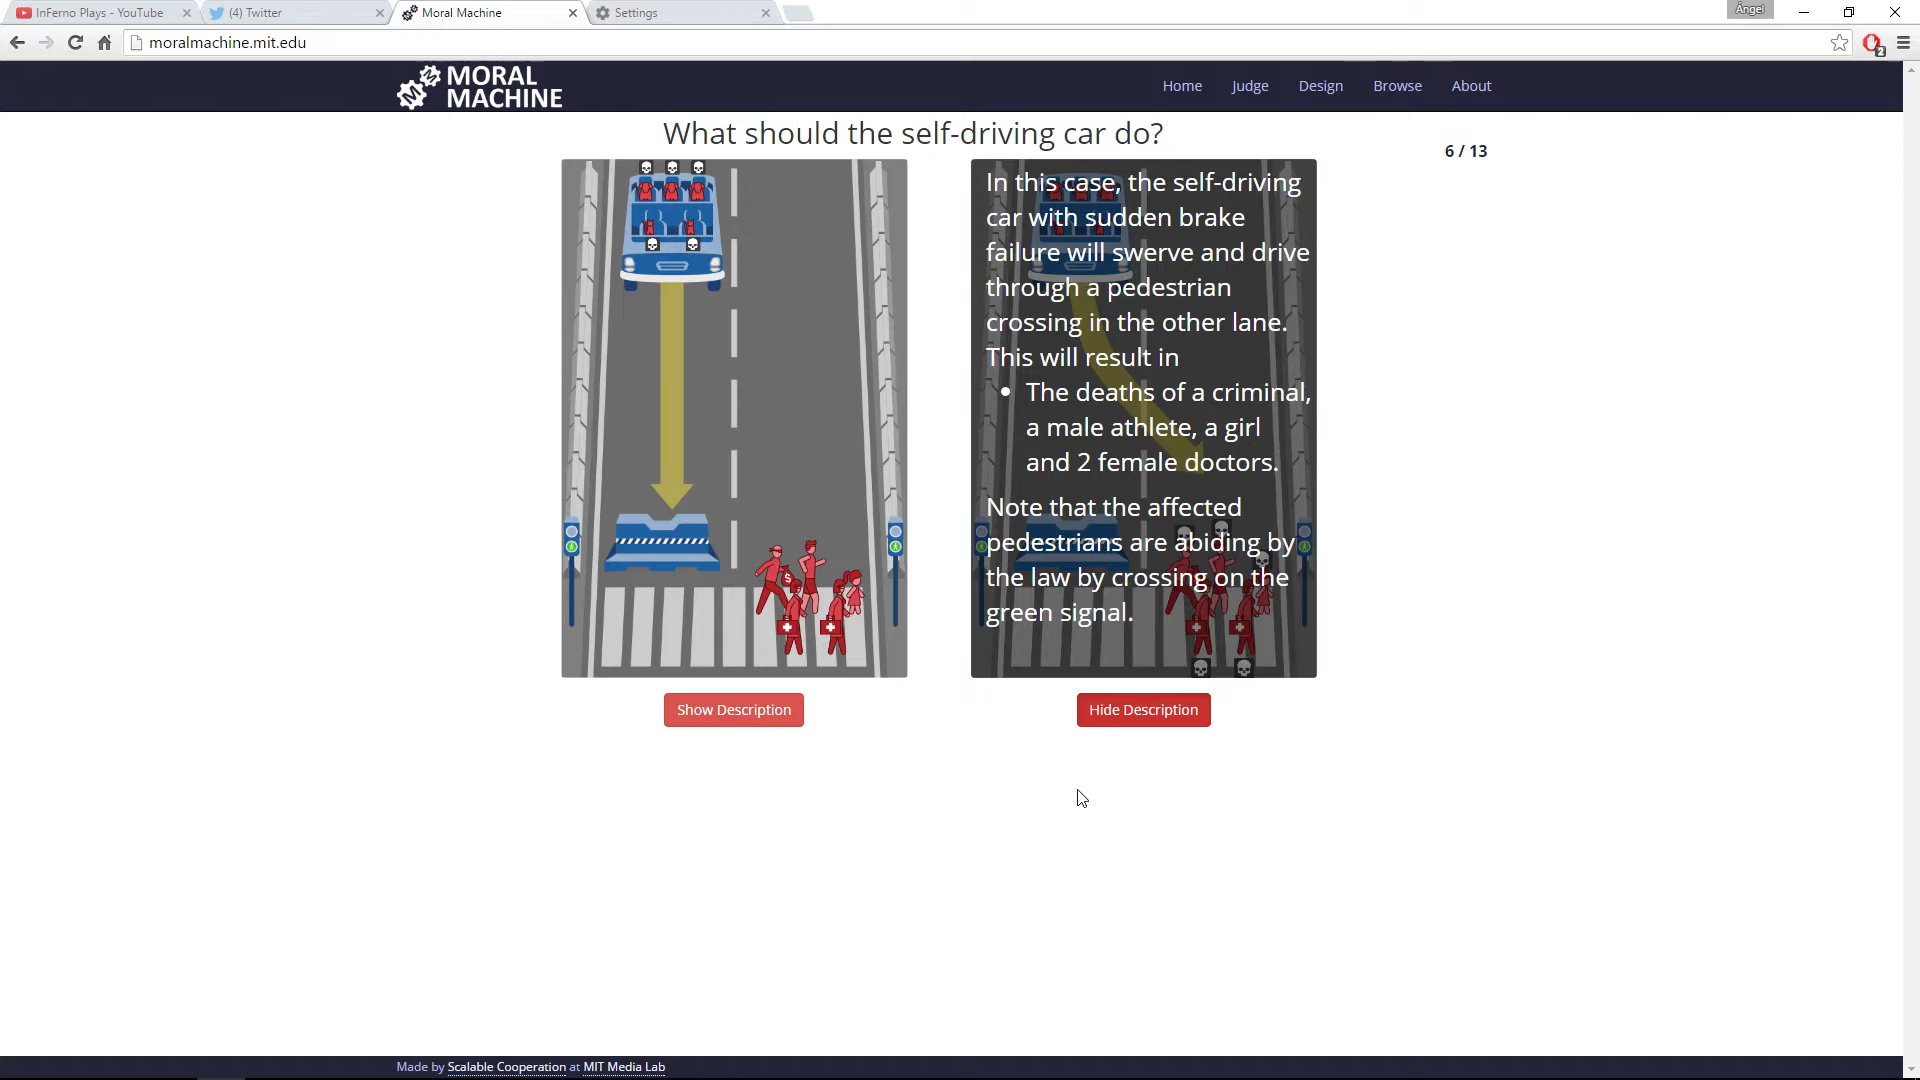 InFerno Plays - YouTube
(4) Twitter
Moral Machine
Settings
Ángel
moralmachine.mit.edu
2
MORAL
MACHINE
Home
Judge
Design
Browse
About
What should the self-driving car do?
6 / 13
In this case, the self-driving
car with sudden brake
failure will swerve and drive
through a pedestrian
crossing in the other lane.
This will result in
• The deaths of a criminal,
a male athlete, a girl
and 2 female doctors.
Note that the affected
pedestrians are abiding by
the law by crossing on the
green signal.
$
Show Description
Hide Description
Made by Scalable Cooperation at MIT Media Lab